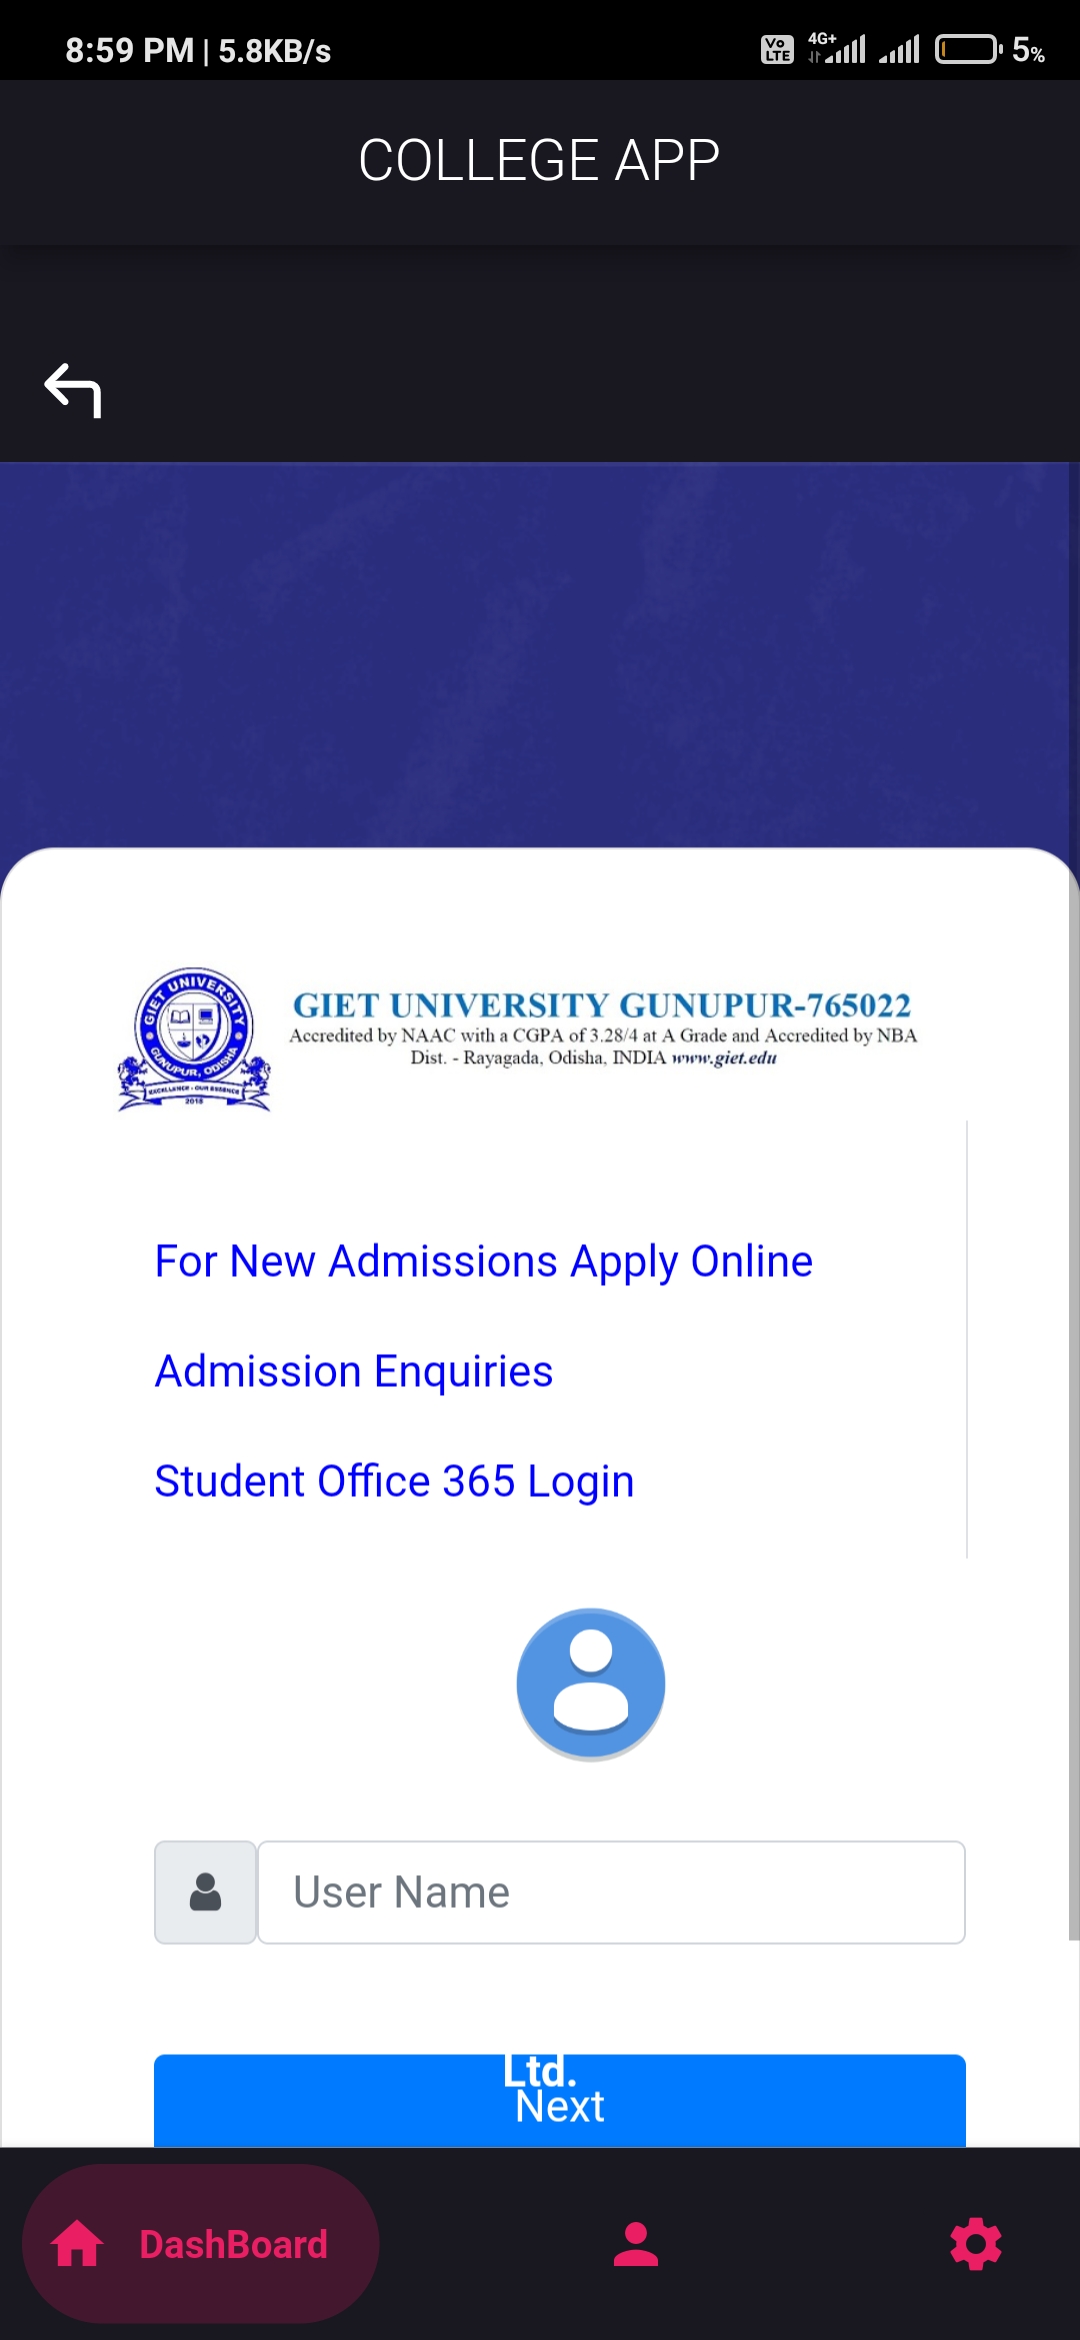 8:59 PM | 5.8KB/s Vo LTE 4G+ 5%
COLLEGE APP
GIET UNIVERSITY
GUNUPUR, ODISHA
EXCELLENCE - OUR ESSENCE
2018
GIET UNIVERSITY GUNUPUR-765022
Accredited by NAAC with a CGPA of 3.28/4 at A Grade and Accredited by NBA
Dist. - Rayagada, Odisha, INDIA www.giet.edu
For New Admissions Apply Online
Admission Enquiries
Student Office 365 Login
User Name
Ltd.
Next
DashBoard